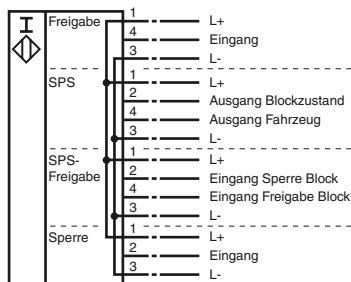 Freigabe 1 L+
4 Eingang
3 L-
SPS 1 L+
2 Ausgang Blockzustand
4 Ausgang Fahrzeug
3 L-
SPS- 1 L+
Freigabe 2 Eingang Sperre Block
4 Eingang Freigabe Block
3 L-
Sperre 1 L+
2 Eingang
3 L-